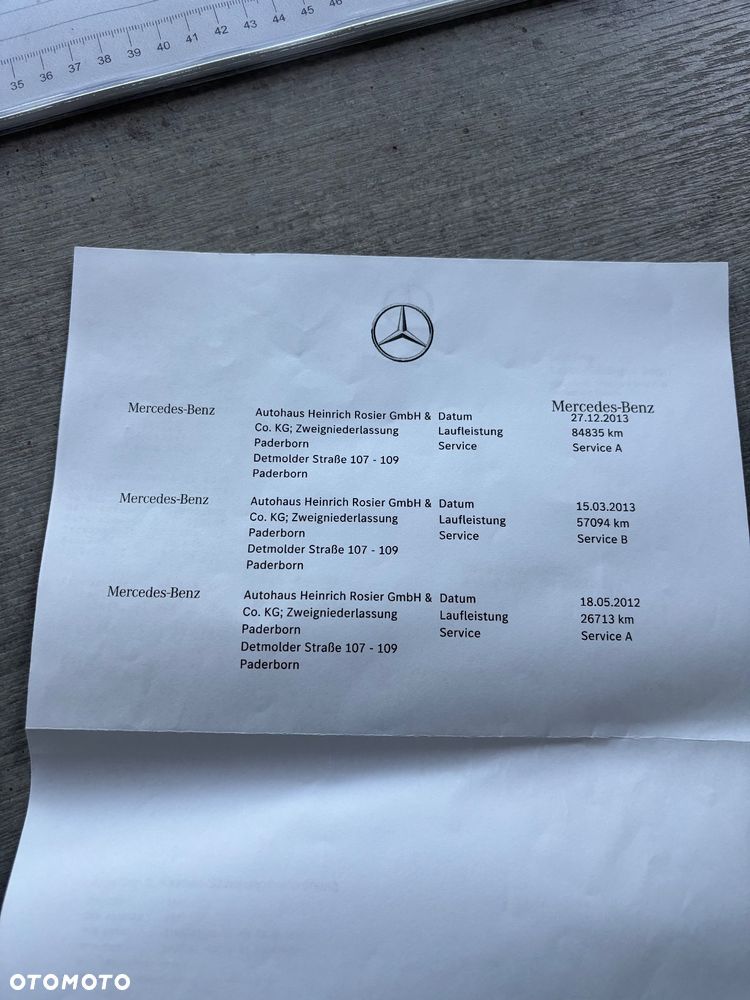 35 36 37 38 39 40 41 42 43 44 45 46
Mercedes-Benz Autohaus Heinrich Rosier GmbH & Datum Mercedes-Benz
27.12.2013
Co. KG; Zweigniederlassung Laufleistung 84835 km
Paderborn Service Service A
Detmolder Straße 107 - 109
Paderborn
Mercedes-Benz Autohaus Heinrich Rosier GmbH & Datum 15.03.2013
Co. KG; Zweigniederlassung Laufleistung 57094 km
Paderborn Service Service B
Detmolder Straße 107 - 109
Paderborn
Mercedes-Benz Autohaus Heinrich Rosier GmbH & Datum 18.05.2012
Co. KG; Zweigniederlassung Laufleistung 26713 km
Paderborn Service Service A
Detmolder Straße 107 - 109
Paderborn
OTOMOTO